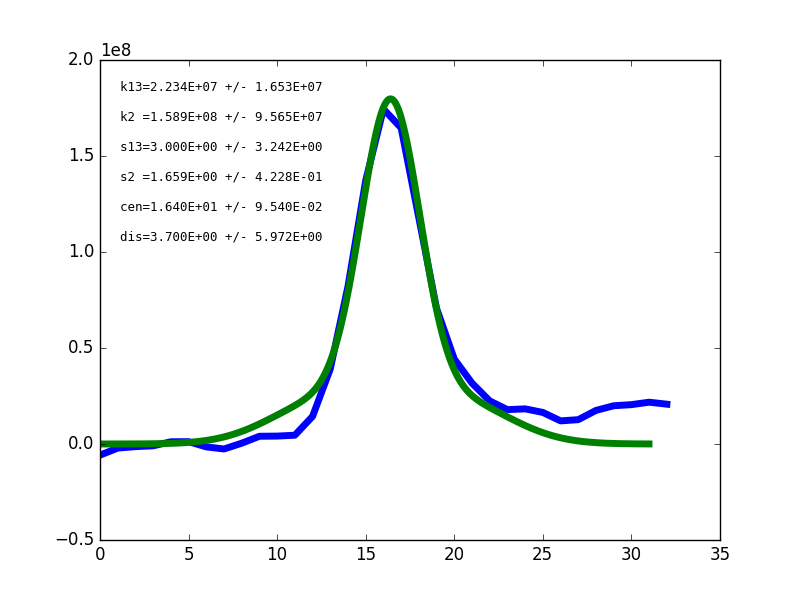 1e8
2.0
k13=2.234E+07 +/- 1.653E+07
k2 =1.589E+08 +/- 9.565E+07
1.5
s13=3.000E+00 +/- 3.242E+00
s2 =1.659E+00 +/- 4.228E-01
cen=1.640E+01 +/- 9.540E-02
dis=3.700E+00 +/- 5.972E+00
1.0
0.5
0.0
−0.5
0 5 10 15 20 25 30 35